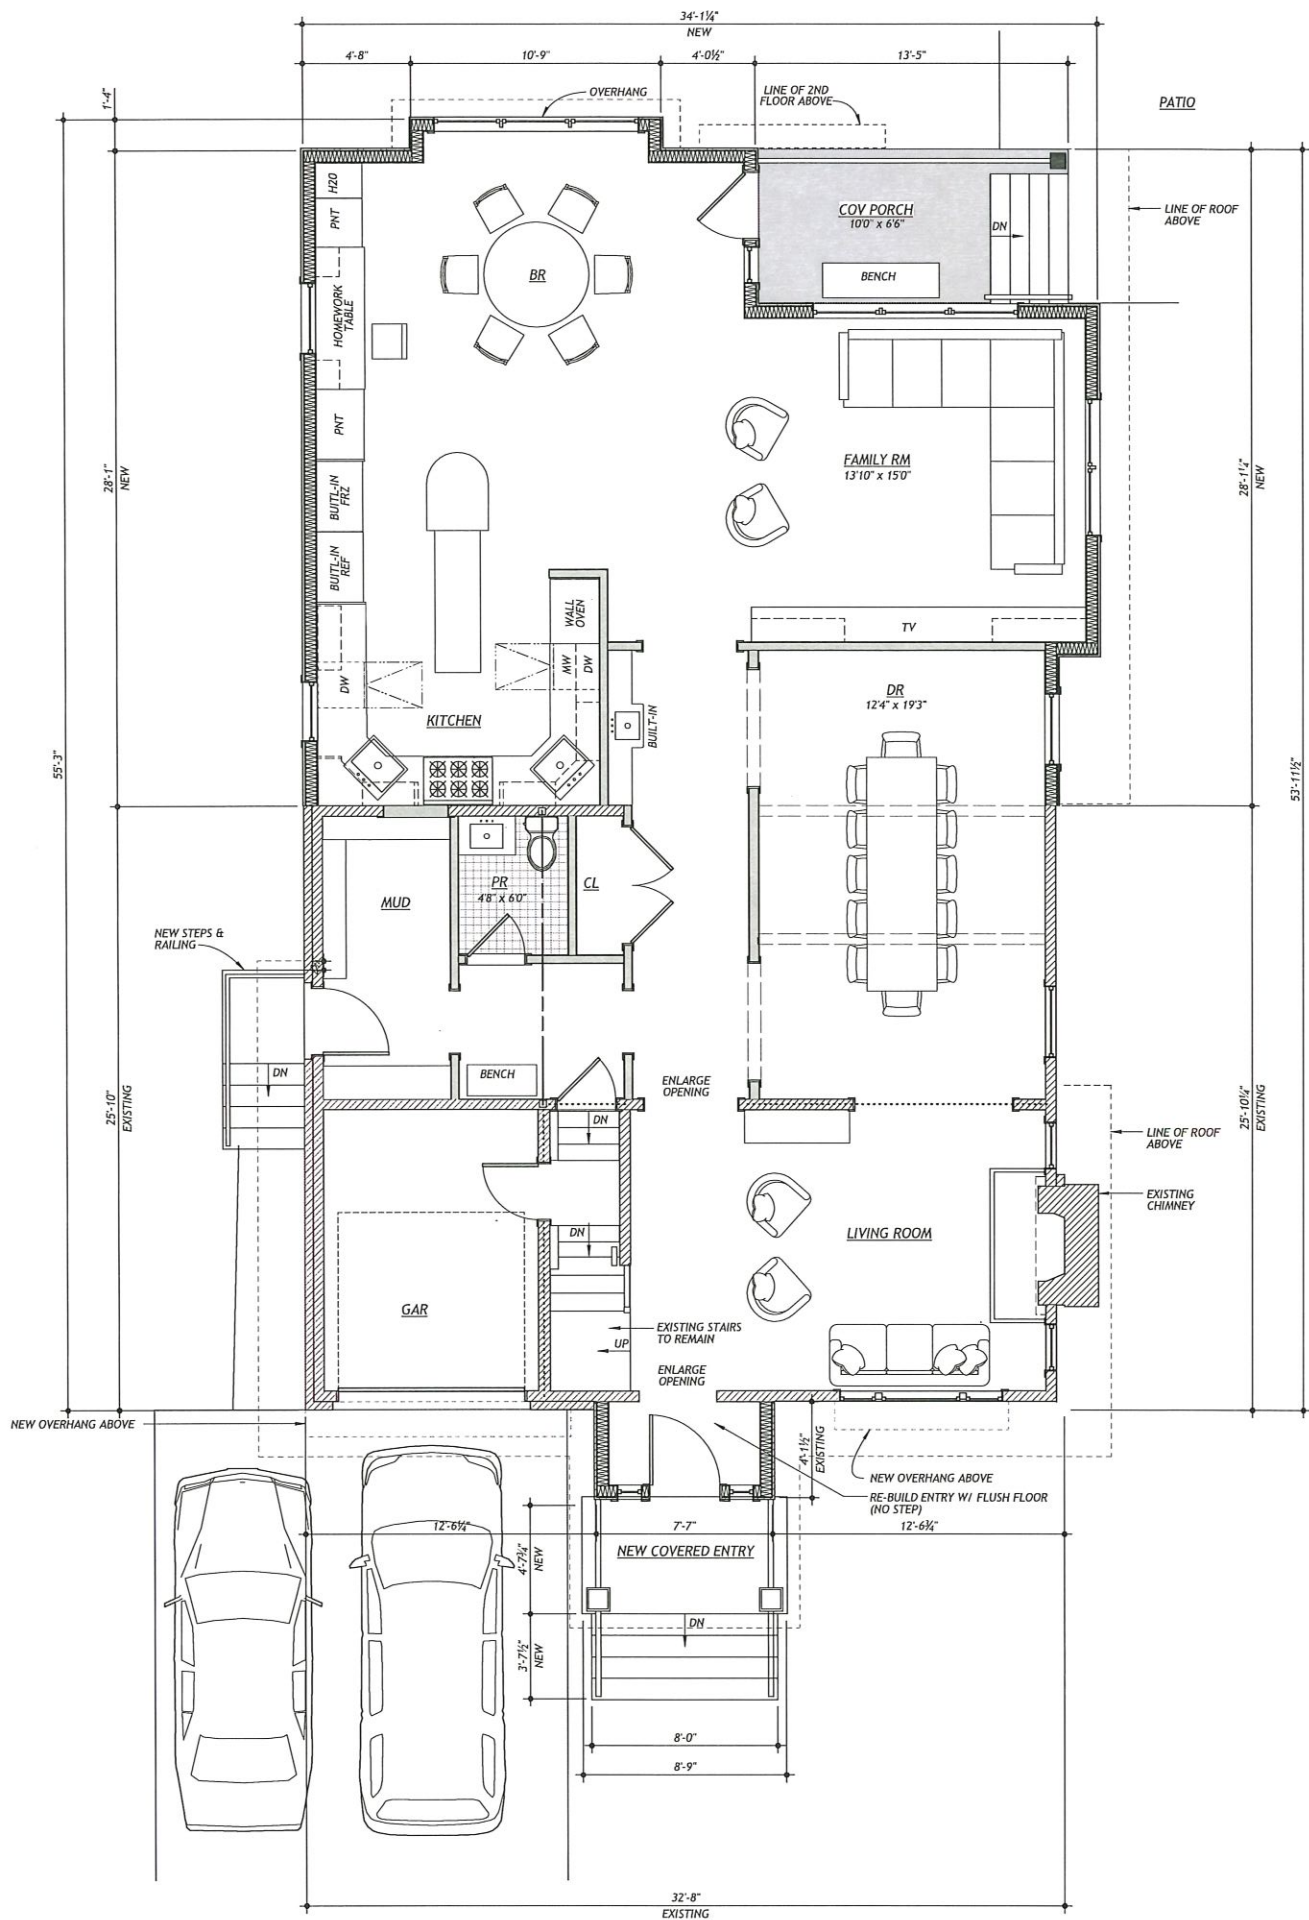 34'-1¼"
NEW
4'-8"
10'-9"
4'-0½"
13'-5"
1'-4"
OVERHANG
LINE OF 2ND
FLOOR ABOVE
PATIO
H20
PNT
COV PORCH
10'0" x 6'6"
DN
BENCH
LINE OF ROOF
ABOVE
BR
HOMEWORK
TABLE
PNT
FAMILY RM
13'10" x 15'0"
28'-1"
NEW
28'-1¼"
NEW
BUITL-IN
FRZ
BUITL-IN
REF
WALL
OVEN
TV
MW
DW
DW
DR
12'4" x 19'3"
KITCHEN
BUILT-IN
55'-3"
53'-11½"
MUD
PR
4'8" x 6'0"
CL
NEW STEPS &
RAILING
DN
BENCH
ENLARGE
OPENING
25'-10"
EXISTING
25'-10¼"
EXISTING
DN
LINE OF ROOF
ABOVE
EXISTING
CHIMNEY
DN
LIVING ROOM
GAR
EXISTING STAIRS
TO REMAIN
UP
ENLARGE
OPENING
NEW OVERHANG ABOVE
4'-1½"
EXISTING
NEW OVERHANG ABOVE
RE-BUILD ENTRY W/ FLUSH FLOOR
(NO STEP)
12'-6¼"
7'-7"
12'-6¾"
NEW COVERED ENTRY
4'-7¾"
NEW
DN
3'-7½"
NEW
8'-0"
8'-9"
32'-8"
EXISTING